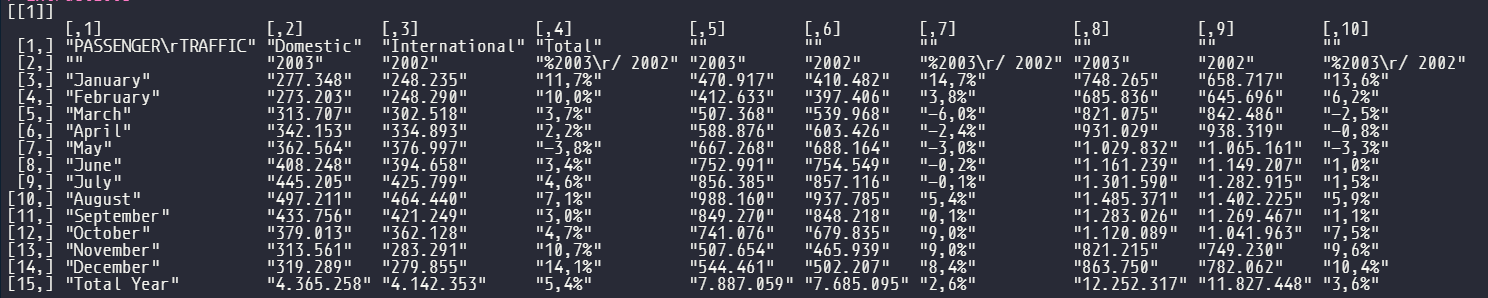 [[1]]
[,1] [,2] [,3] [,4] [,5] [,6] [,7] [,8] [,9] [,10]
[1,] "PASSENGER\rTRAFFIC" "Domestic" "International" "Total" "" "" "" "" "" ""
[2,] "" "2003" "2002" "%2003\r/ 2002" "2003" "2002" "%2003\r/ 2002" "2003" "2002" "%2003\r/ 2002"
[3,] "January" "277.348" "248.235" "11,7%" "470.917" "410.482" "14,7%" "748.265" "658.717" "13,6%"
[4,] "February" "273.203" "248.290" "10,0%" "412.633" "397.406" "3,8%" "685.836" "645.696" "6,2%"
[5,] "March" "313.707" "302.518" "3,7%" "507.368" "539.968" "−6,0%" "821.075" "842.486" "−2,5%"
[6,] "April" "342.153" "334.893" "2,2%" "588.876" "603.426" "−2,4%" "931.029" "938.319" "−0,8%"
[7,] "May" "362.564" "376.997" "−3,8%" "667.268" "688.164" "−3,0%" "1.029.832" "1.065.161" "−3,3%"
[8,] "June" "408.248" "394.658" "3,4%" "752.991" "754.549" "−0,2%" "1.161.239" "1.149.207" "1,0%"
[9,] "July" "445.205" "425.799" "4,6%" "856.385" "857.116" "−0,1%" "1.301.590" "1.282.915" "1,5%"
[10,] "August" "497.211" "464.440" "7,1%" "988.160" "937.785" "5,4%" "1.485.371" "1.402.225" "5,9%"
[11,] "September" "433.756" "421.249" "3,0%" "849.270" "848.218" "0,1%" "1.283.026" "1.269.467" "1,1%"
[12,] "October" "379.013" "362.128" "4,7%" "741.076" "679.835" "9,0%" "1.120.089" "1.041.963" "7,5%"
[13,] "November" "313.561" "283.291" "10,7%" "507.654" "465.939" "9,0%" "821.215" "749.230" "9,6%"
[14,] "December" "319.289" "279.855" "14,1%" "544.461" "502.207" "8,4%" "863.750" "782.062" "10,4%"
[15,] "Total Year" "4.365.258" "4.142.353" "5,4%" "7.887.059" "7.685.095" "2,6%" "12.252.317" "11.827.448" "3,6%"